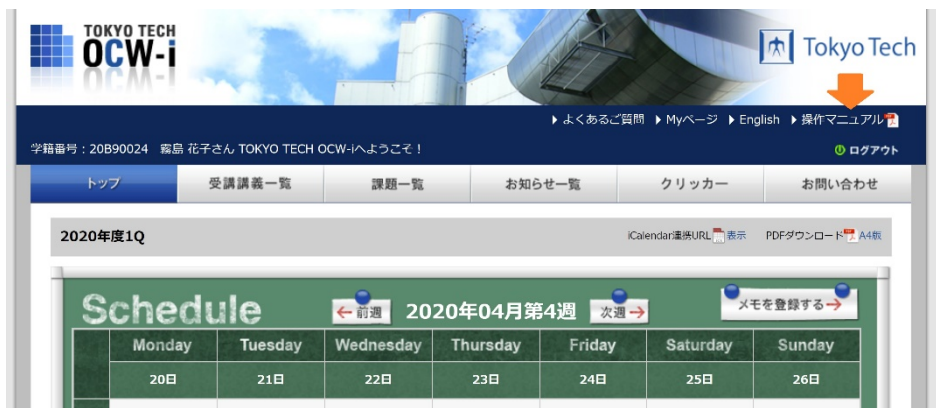 TOKYO TECH
OCW-i
Tokyo Tech
よくあるご質問 Myページ English 操作マニュアル
学籍番号：20B90024 霧島 花子さん TOKYO TECH OCW-iへようこそ！ ログアウト
トップ 受講講義一覧 課題一覧 お知らせ一覧 クリッカー お問い合わせ
2020年度1Q iCalendar連携URL 表示 PDFダウンロード A4版
Schedule ←前週 2020年04月第4週 次週→ メモを登録する→
Monday Tuesday Wednesday Thursday Friday Saturday Sunday
20日 21日 22日 23日 24日 25日 26日